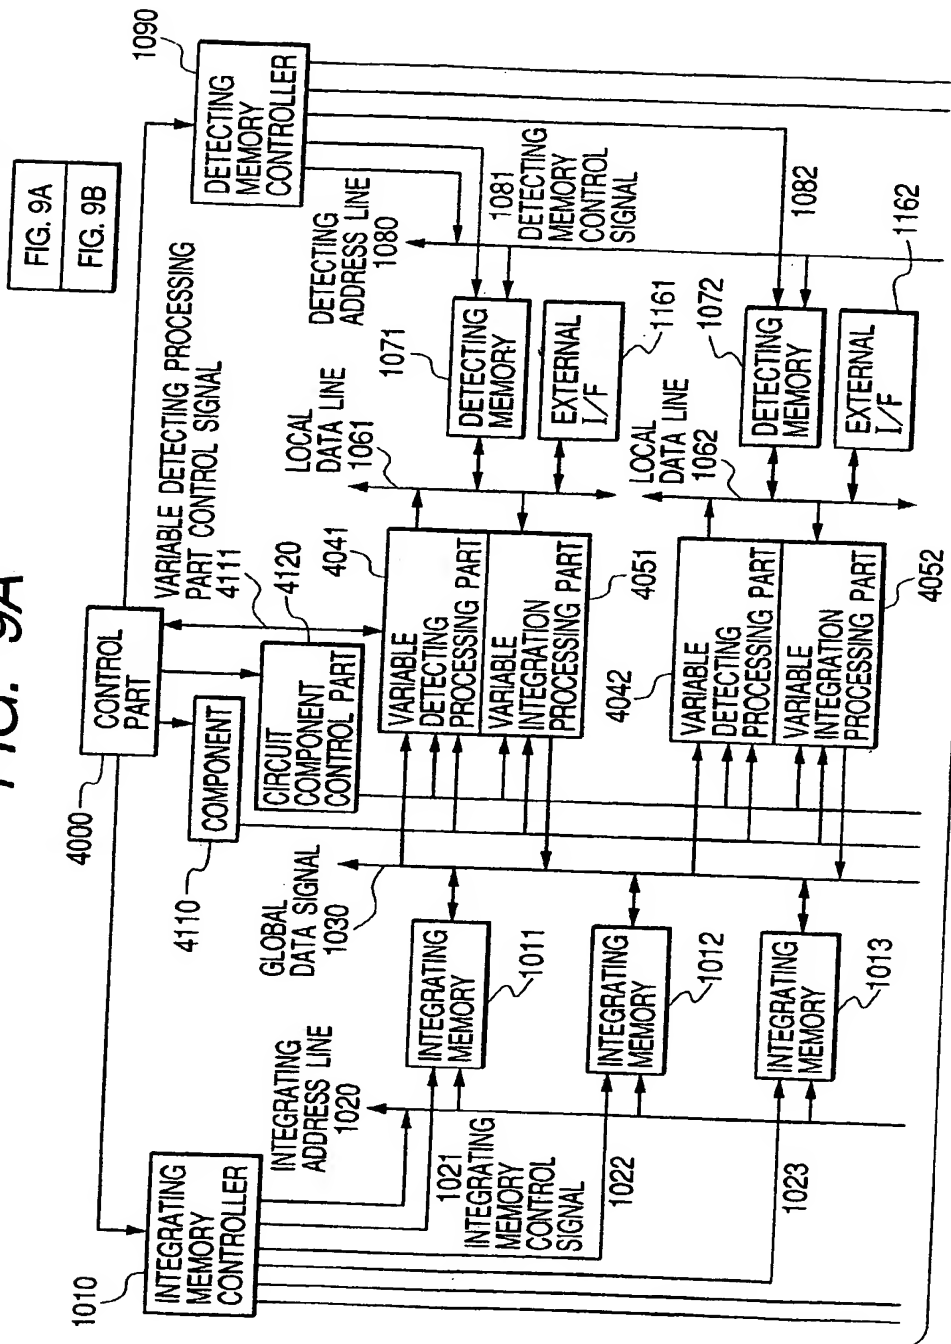 FIG. 9A
FIG. 9A
FIG. 9B
CONTROL
PART
4000
4110
COMPONENT
CIRCUIT
COMPONENT
CONTROL PART
4120
VARIABLE DETECTING PROCESSING
PART CONTROL SIGNAL
4111
INTEGRATING
MEMORY
CONTROLLER
1010
DETECTING
MEMORY
CONTROLLER
1090
INTEGRATING
ADDRESS LINE
1020
GLOBAL
DATA SIGNAL
1030
LOCAL
DATA LINE
1061
DETECTING
ADDRESS LINE
1080
1021
INTEGRATING
MEMORY
CONTROL
SIGNAL
INTEGRATING
MEMORY
1011
VARIABLE
DETECTING
PROCESSING PART
4041
VARIABLE
INTEGRATION
PROCESSING PART
4051
DETECTING
MEMORY
1071
EXTERNAL
I/F
1161
1081
DETECTING
MEMORY
CONTROL
SIGNAL
1022
INTEGRATING
MEMORY
1012
1023
INTEGRATING
MEMORY
1013
VARIABLE
DETECTING
PROCESSING PART
4042
VARIABLE
INTEGRATION
PROCESSING PART
4052
LOCAL
DATA LINE
1062
DETECTING
MEMORY
1072
EXTERNAL
I/F
1162
1082